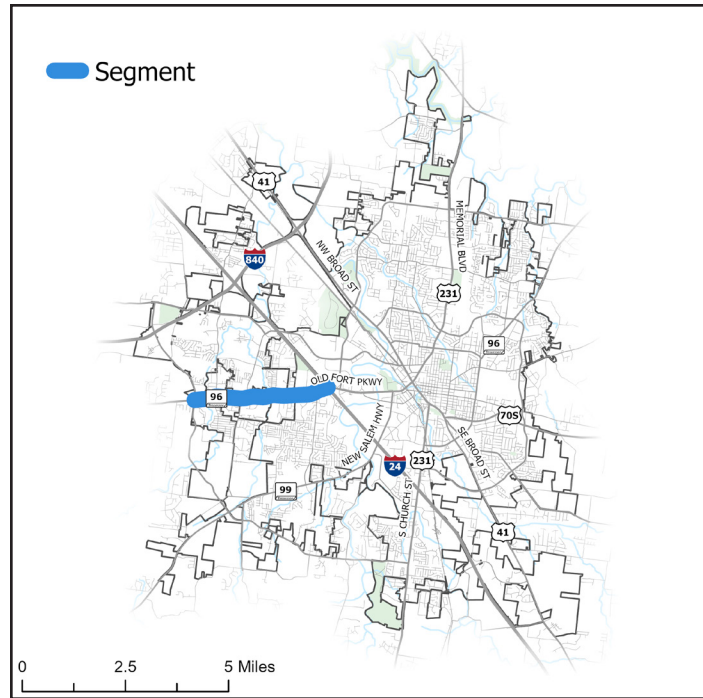 Segment
41
MEMORIAL BLVD
NW BROAD ST
840
231
96
OLD FORT PKWY
96
70S
NEW SALEM HWY
SE BROAD ST
231
24
99
S CHURCH ST
41
0 2.5 5 Miles